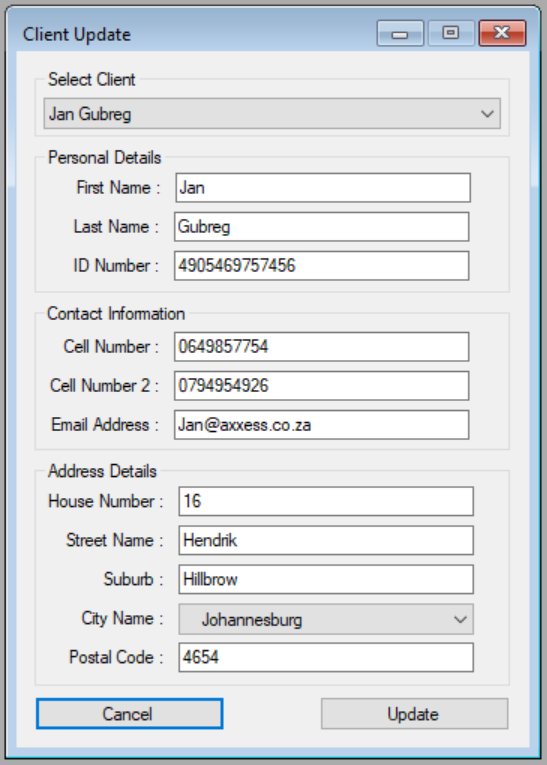 Client Update
Select Client
Jan Gubreg
Personal Details
First Name : Jan
Last Name : Gubreg
ID Number : 4905469757456
Contact Information
Cell Number : 0649857754
Cell Number 2 : 0794954926
Email Address : Jan@axxess.co.za
Address Details
House Number : 16
Street Name : Hendrik
Suburb : Hillbrow
City Name : Johannesburg
Postal Code : 4654
Cancel Update